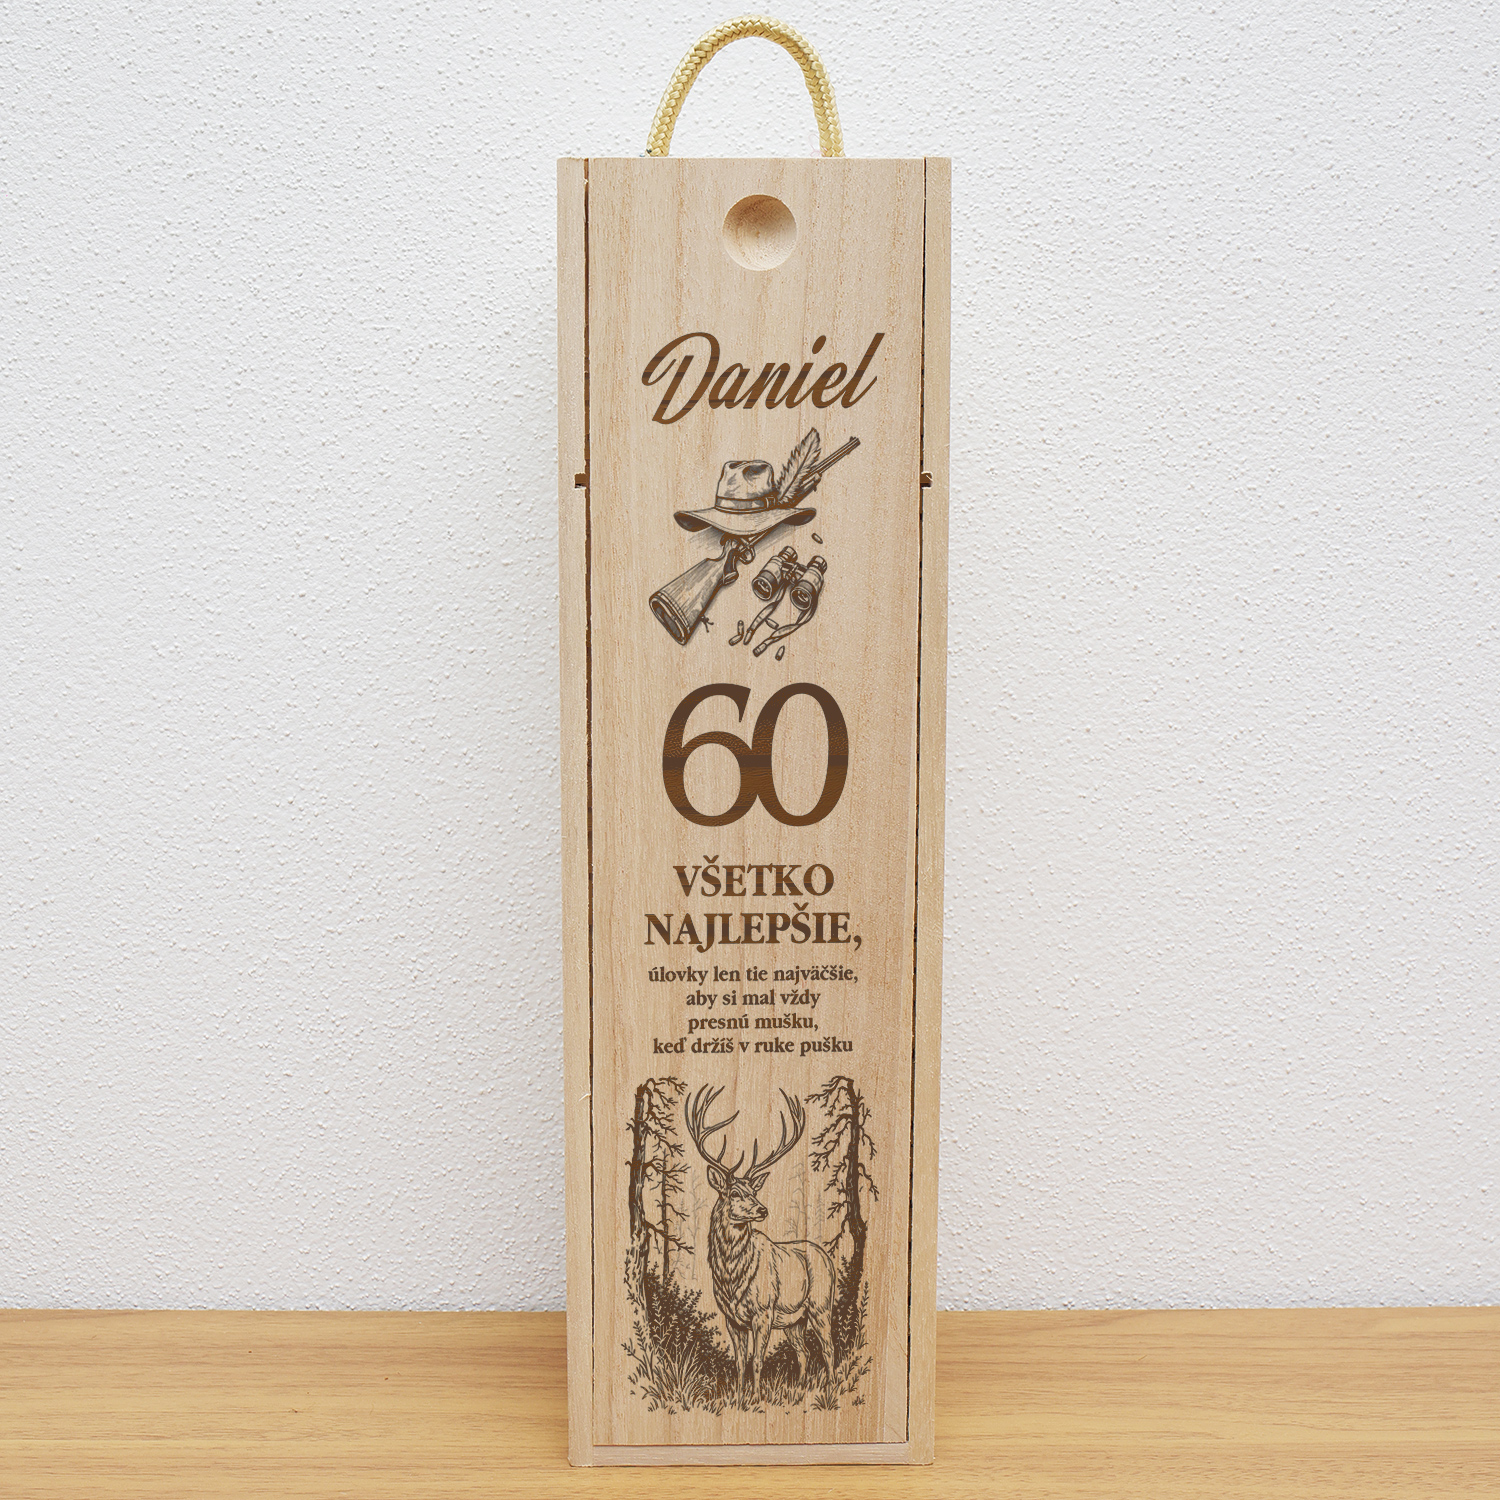 Daniel
60
VŠETKO
NAJLEPŠIE,
úlovky len tie najväčšie,
aby si mal vždy
presnú mušku,
keď držíš v ruke pušku